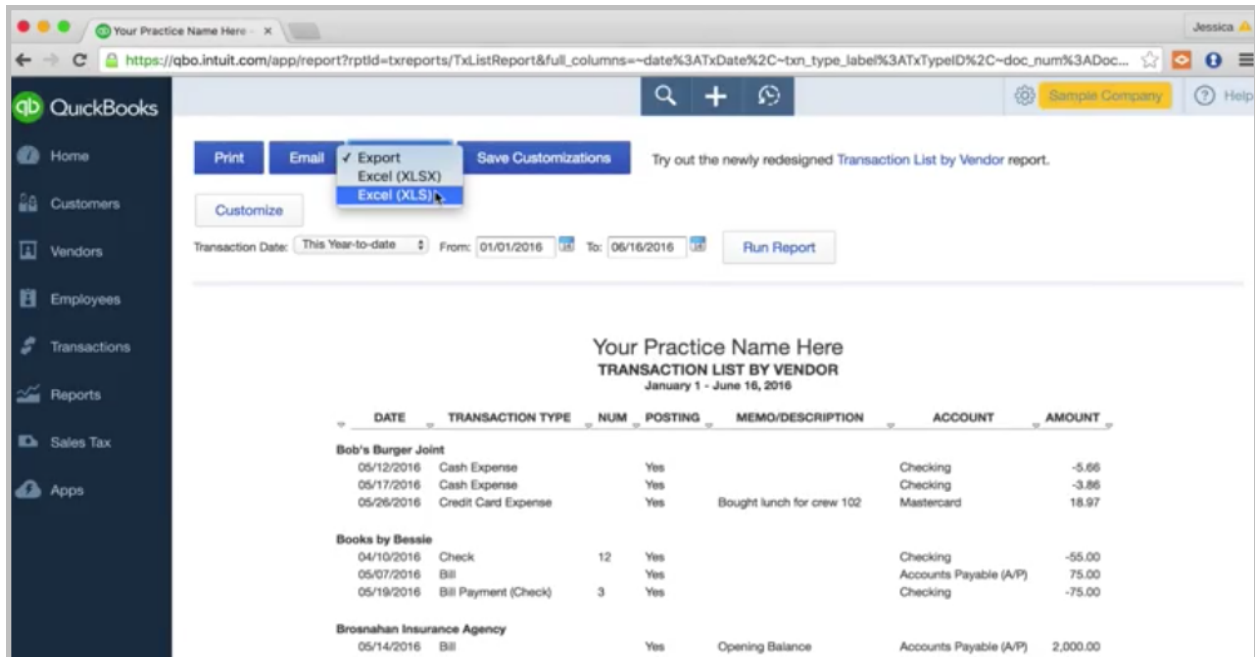 Your Practice Name Here - ×
Jessica
https://qbo.intuit.com/app/report?rptId=txreports/TxListReport&full_columns=~date%3ATxDate%2C~txn_type_label%3ATxTypeID%2C~doc_num%3ADoc...
qb QuickBooks
Sample Company
? Help
Home
Customers
Vendors
Employees
Transactions
Reports
Sales Tax
Apps
Print Email ✓ Export Save Customizations Try out the newly redesigned Transaction List by Vendor report.
Excel (XLSX)
Excel (XLS)
Customize
Transaction Date: This Year-to-date From: 01/01/2016 To: 06/16/2016 Run Report
Your Practice Name Here
TRANSACTION LIST BY VENDOR
January 1 - June 16, 2016
DATE TRANSACTION TYPE NUM POSTING MEMO/DESCRIPTION ACCOUNT AMOUNT
Bob's Burger Joint
05/12/2016 Cash Expense Yes Checking -5.66
05/17/2016 Cash Expense Yes Checking -3.86
05/26/2016 Credit Card Expense Yes Bought lunch for crew 102 Mastercard 18.97
Books by Bessie
04/10/2016 Check 12 Yes Checking -55.00
05/07/2016 Bill Yes Accounts Payable (A/P) 75.00
05/19/2016 Bill Payment (Check) 3 Yes Checking -75.00
Brosnahan Insurance Agency
05/14/2016 Bill Yes Opening Balance Accounts Payable (A/P) 2,000.00